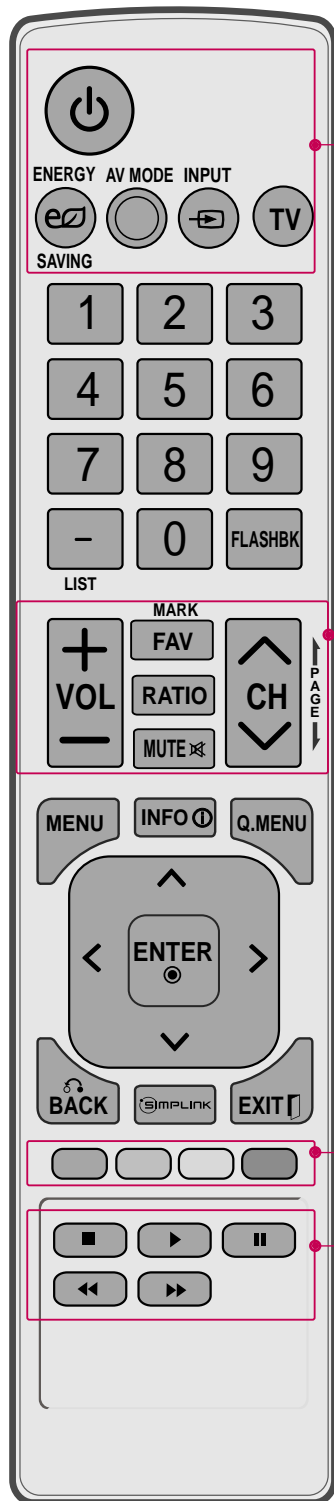 ENERGY AV MODE INPUT
e TV
SAVING
1 2 3
4 5 6
7 8 9
- 0 FLASHBK
LIST
MARK
FAV
VOL RATIO CH PAGE
MUTE
MENU INFO i Q.MENU
ENTER
BACK SIMPLINK EXIT